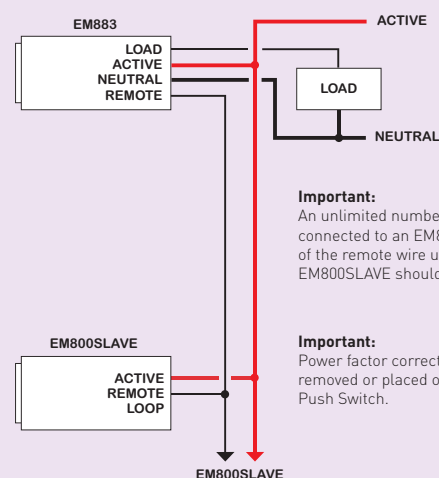 EM883
ACTIVE
LOAD
ACTIVE
NEUTRAL
REMOTE
LOAD
NEUTRAL
Important:
An unlimited numbe
connected to an EM8
of the remote wire u
EM800SLAVE should
EM800SLAVE
Important:
Power factor correct
removed or placed o
Push Switch.
ACTIVE
REMOTE
LOOP
EM800SLAVE